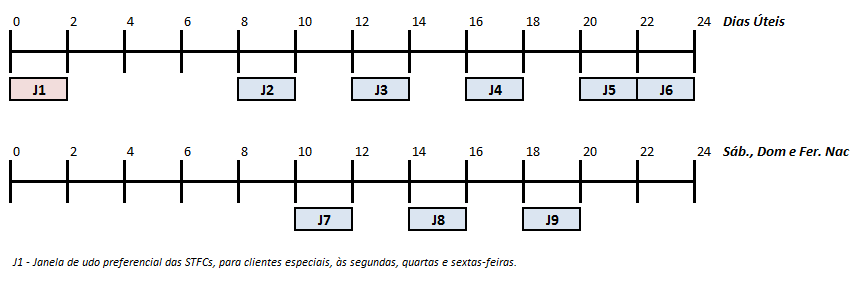 0 2 4 6 8 10 12 14 16 18 20 22 24 Dias Úteis
J1 J2 J3 J4 J5 J6
0 2 4 6 8 10 12 14 16 18 20 22 24 Sáb., Dom e Fer. Nac
J7 J8 J9
J1 - Janela de udo preferencial das STFCs, para clientes especiais, às segundas, quartas e sextas-feiras.